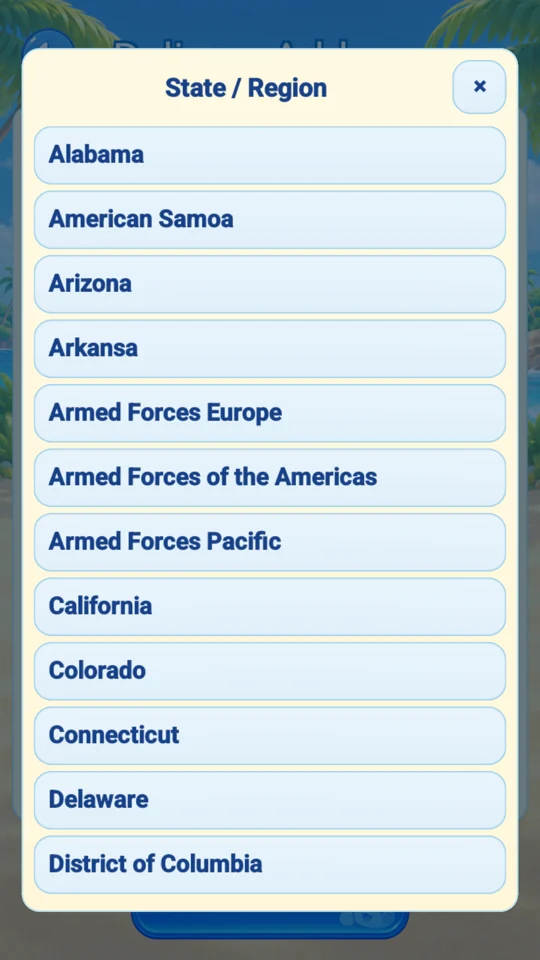 State / Region
×
Alabama
American Samoa
Arizona
Arkansa
Armed Forces Europe
Armed Forces of the Americas
Armed Forces Pacific
California
Colorado
Connecticut
Delaware
District of Columbia